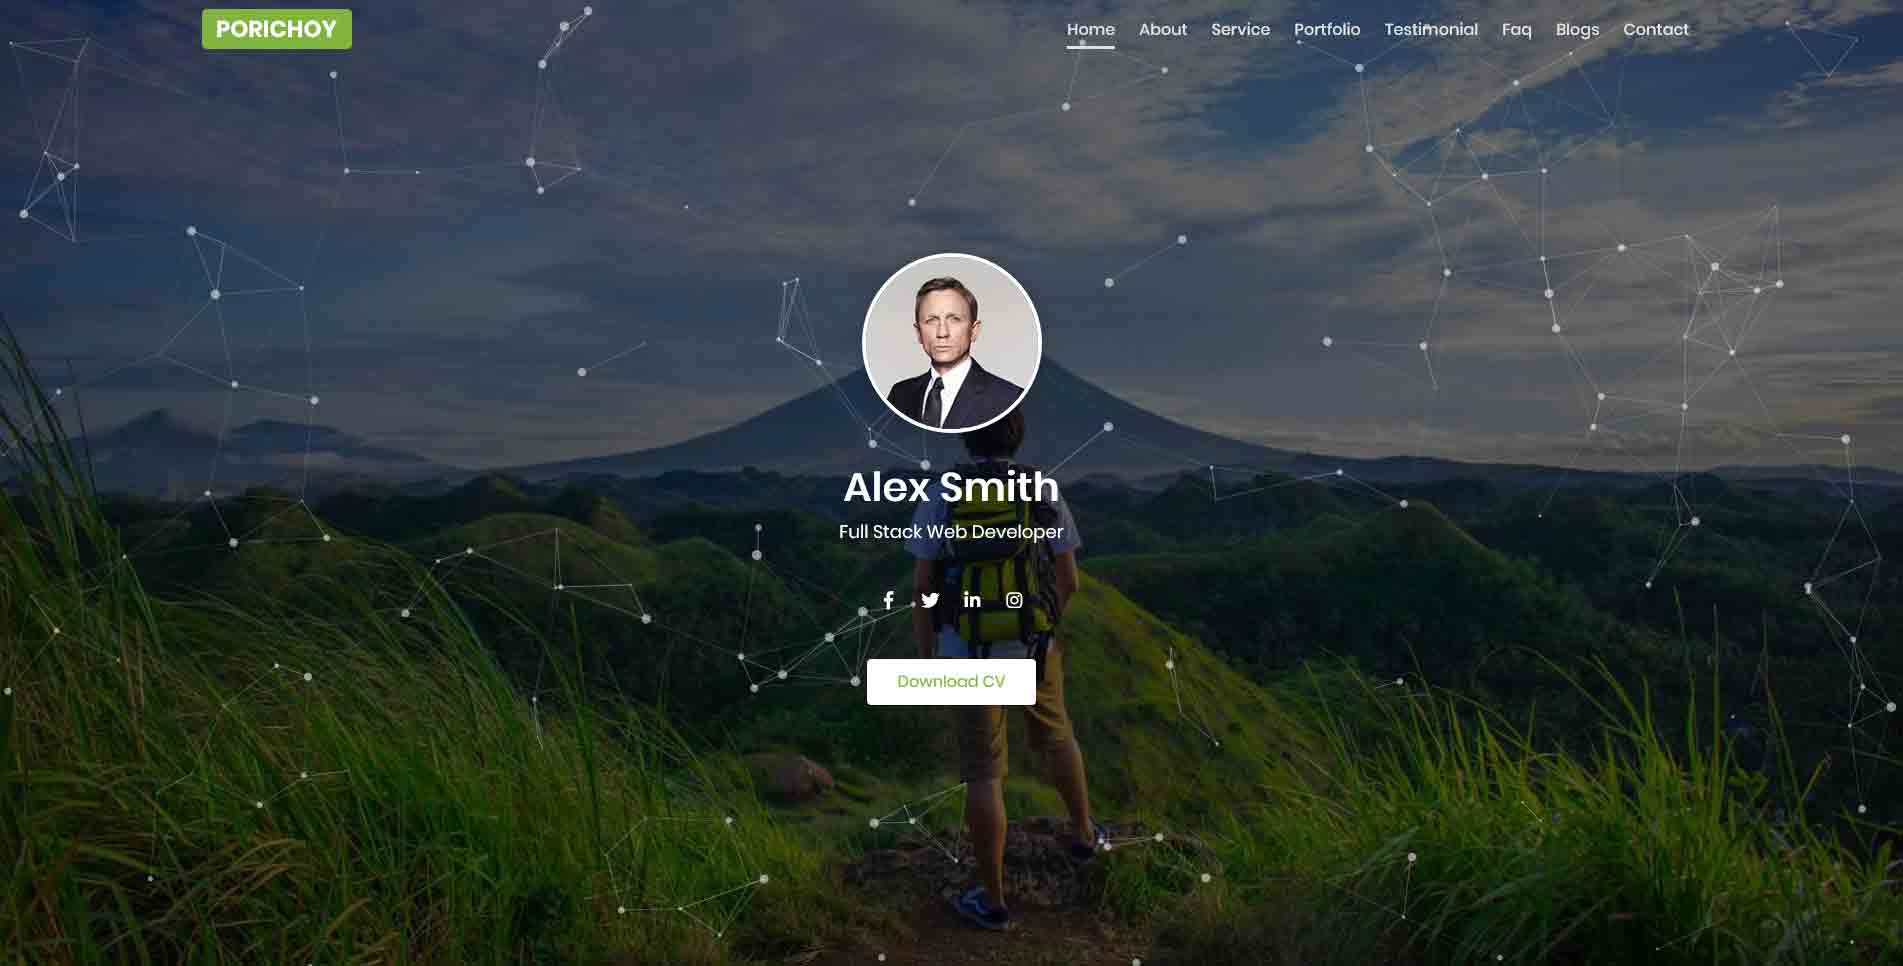 PORICHOY
Home About Service Portfolio Testimonial Faq Blogs Contact
Alex Smith
Full Stack Web Developer
Download CV